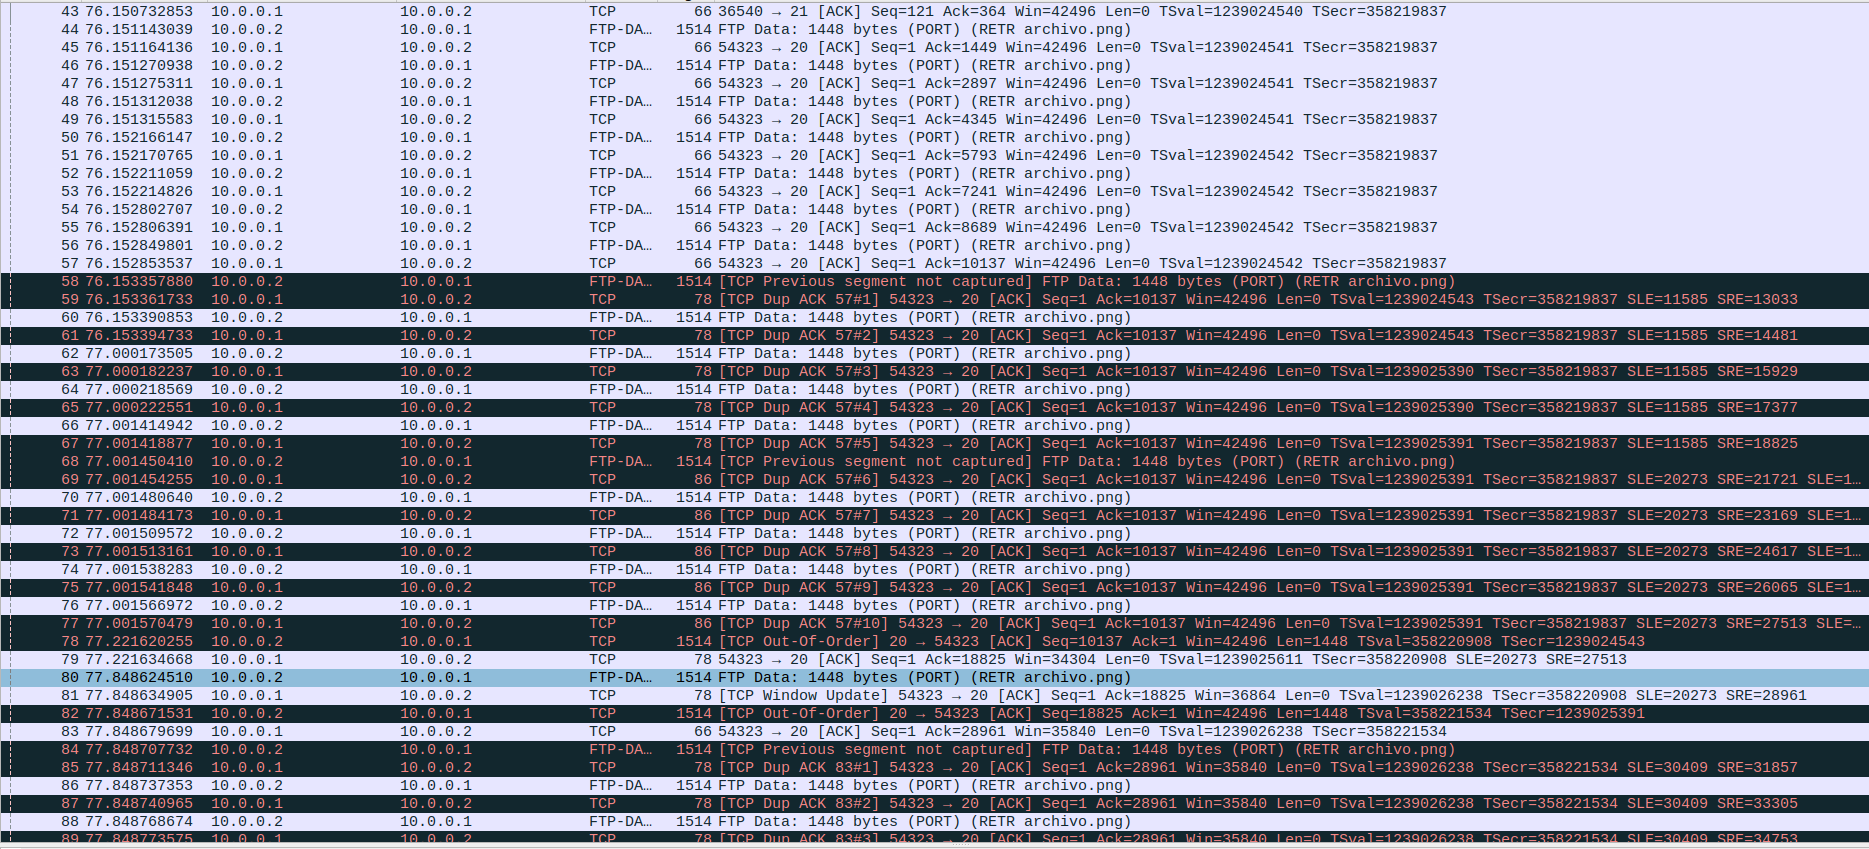 43 76.150732853 10.0.0.1 10.0.0.2 TCP 66 36540 → 21 [ACK] Seq=121 Ack=364 Win=42496 Len=0 TSval=1239024540 TSecr=358219837
44 76.151143039 10.0.0.2 10.0.0.1 FTP-DA… 1514 FTP Data: 1448 bytes (PORT) (RETR archivo.png)
45 76.151164136 10.0.0.1 10.0.0.2 TCP 66 54323 → 20 [ACK] Seq=1 Ack=1449 Win=42496 Len=0 TSval=1239024541 TSecr=358219837
46 76.151270938 10.0.0.2 10.0.0.1 FTP-DA… 1514 FTP Data: 1448 bytes (PORT) (RETR archivo.png)
47 76.151275311 10.0.0.1 10.0.0.2 TCP 66 54323 → 20 [ACK] Seq=1 Ack=2897 Win=42496 Len=0 TSval=1239024541 TSecr=358219837
48 76.151312038 10.0.0.2 10.0.0.1 FTP-DA… 1514 FTP Data: 1448 bytes (PORT) (RETR archivo.png)
49 76.151315583 10.0.0.1 10.0.0.2 TCP 66 54323 → 20 [ACK] Seq=1 Ack=4345 Win=42496 Len=0 TSval=1239024541 TSecr=358219837
50 76.152166147 10.0.0.2 10.0.0.1 FTP-DA… 1514 FTP Data: 1448 bytes (PORT) (RETR archivo.png)
51 76.152170765 10.0.0.1 10.0.0.2 TCP 66 54323 → 20 [ACK] Seq=1 Ack=5793 Win=42496 Len=0 TSval=1239024542 TSecr=358219837
52 76.152211059 10.0.0.2 10.0.0.1 FTP-DA… 1514 FTP Data: 1448 bytes (PORT) (RETR archivo.png)
53 76.152214826 10.0.0.1 10.0.0.2 TCP 66 54323 → 20 [ACK] Seq=1 Ack=7241 Win=42496 Len=0 TSval=1239024542 TSecr=358219837
54 76.152802707 10.0.0.2 10.0.0.1 FTP-DA… 1514 FTP Data: 1448 bytes (PORT) (RETR archivo.png)
55 76.152806391 10.0.0.1 10.0.0.2 TCP 66 54323 → 20 [ACK] Seq=1 Ack=8689 Win=42496 Len=0 TSval=1239024542 TSecr=358219837
56 76.152849801 10.0.0.2 10.0.0.1 FTP-DA… 1514 FTP Data: 1448 bytes (PORT) (RETR archivo.png)
57 76.152853537 10.0.0.1 10.0.0.2 TCP 66 54323 → 20 [ACK] Seq=1 Ack=10137 Win=42496 Len=0 TSval=1239024542 TSecr=358219837
58 76.153357880 10.0.0.2 10.0.0.1 FTP-DA… 1514 [TCP Previous segment not captured] FTP Data: 1448 bytes (PORT) (RETR archivo.png)
59 76.153361733 10.0.0.1 10.0.0.2 TCP 78 [TCP Dup ACK 57#1] 54323 → 20 [ACK] Seq=1 Ack=10137 Win=42496 Len=0 TSval=1239024543 TSecr=358219837 SLE=11585 SRE=13033
60 76.153390853 10.0.0.2 10.0.0.1 FTP-DA… 1514 FTP Data: 1448 bytes (PORT) (RETR archivo.png)
61 76.153394733 10.0.0.1 10.0.0.2 TCP 78 [TCP Dup ACK 57#2] 54323 → 20 [ACK] Seq=1 Ack=10137 Win=42496 Len=0 TSval=1239024543 TSecr=358219837 SLE=11585 SRE=14481
62 77.000173505 10.0.0.2 10.0.0.1 FTP-DA… 1514 FTP Data: 1448 bytes (PORT) (RETR archivo.png)
63 77.000182237 10.0.0.1 10.0.0.2 TCP 78 [TCP Dup ACK 57#3] 54323 → 20 [ACK] Seq=1 Ack=10137 Win=42496 Len=0 TSval=1239025390 TSecr=358219837 SLE=11585 SRE=15929
64 77.000218569 10.0.0.2 10.0.0.1 FTP-DA… 1514 FTP Data: 1448 bytes (PORT) (RETR archivo.png)
65 77.000222551 10.0.0.1 10.0.0.2 TCP 78 [TCP Dup ACK 57#4] 54323 → 20 [ACK] Seq=1 Ack=10137 Win=42496 Len=0 TSval=1239025390 TSecr=358219837 SLE=11585 SRE=17377
66 77.001414942 10.0.0.2 10.0.0.1 FTP-DA… 1514 FTP Data: 1448 bytes (PORT) (RETR archivo.png)
67 77.001418877 10.0.0.1 10.0.0.2 TCP 78 [TCP Dup ACK 57#5] 54323 → 20 [ACK] Seq=1 Ack=10137 Win=42496 Len=0 TSval=1239025391 TSecr=358219837 SLE=11585 SRE=18825
68 77.001450410 10.0.0.2 10.0.0.1 FTP-DA… 1514 [TCP Previous segment not captured] FTP Data: 1448 bytes (PORT) (RETR archivo.png)
69 77.001454255 10.0.0.1 10.0.0.2 TCP 86 [TCP Dup ACK 57#6] 54323 → 20 [ACK] Seq=1 Ack=10137 Win=42496 Len=0 TSval=1239025391 TSecr=358219837 SLE=20273 SRE=21721 SLE=1…
70 77.001480640 10.0.0.2 10.0.0.1 FTP-DA… 1514 FTP Data: 1448 bytes (PORT) (RETR archivo.png)
71 77.001484173 10.0.0.1 10.0.0.2 TCP 86 [TCP Dup ACK 57#7] 54323 → 20 [ACK] Seq=1 Ack=10137 Win=42496 Len=0 TSval=1239025391 TSecr=358219837 SLE=20273 SRE=23169 SLE=1…
72 77.001509572 10.0.0.2 10.0.0.1 FTP-DA… 1514 FTP Data: 1448 bytes (PORT) (RETR archivo.png)
73 77.001513161 10.0.0.1 10.0.0.2 TCP 86 [TCP Dup ACK 57#8] 54323 → 20 [ACK] Seq=1 Ack=10137 Win=42496 Len=0 TSval=1239025391 TSecr=358219837 SLE=20273 SRE=24617 SLE=1…
74 77.001538283 10.0.0.2 10.0.0.1 FTP-DA… 1514 FTP Data: 1448 bytes (PORT) (RETR archivo.png)
75 77.001541848 10.0.0.1 10.0.0.2 TCP 86 [TCP Dup ACK 57#9] 54323 → 20 [ACK] Seq=1 Ack=10137 Win=42496 Len=0 TSval=1239025391 TSecr=358219837 SLE=20273 SRE=26065 SLE=1…
76 77.001566972 10.0.0.2 10.0.0.1 FTP-DA… 1514 FTP Data: 1448 bytes (PORT) (RETR archivo.png)
77 77.001570479 10.0.0.1 10.0.0.2 TCP 86 [TCP Dup ACK 57#10] 54323 → 20 [ACK] Seq=1 Ack=10137 Win=42496 Len=0 TSval=1239025391 TSecr=358219837 SLE=20273 SRE=27513 SLE=…
78 77.221620255 10.0.0.2 10.0.0.1 TCP 1514 [TCP Out-Of-Order] 20 → 54323 [ACK] Seq=10137 Ack=1 Win=42496 Len=1448 TSval=358220908 TSecr=1239024543
79 77.221634668 10.0.0.1 10.0.0.2 TCP 78 54323 → 20 [ACK] Seq=1 Ack=18825 Win=34304 Len=0 TSval=1239025611 TSecr=358220908 SLE=20273 SRE=27513
80 77.848624510 10.0.0.2 10.0.0.1 FTP-DA… 1514 FTP Data: 1448 bytes (PORT) (RETR archivo.png)
81 77.848634905 10.0.0.1 10.0.0.2 TCP 78 [TCP Window Update] 54323 → 20 [ACK] Seq=1 Ack=18825 Win=36864 Len=0 TSval=1239026238 TSecr=358220908 SLE=20273 SRE=28961
82 77.848671531 10.0.0.2 10.0.0.1 TCP 1514 [TCP Out-Of-Order] 20 → 54323 [ACK] Seq=18825 Ack=1 Win=42496 Len=1448 TSval=358221534 TSecr=1239025391
83 77.848679699 10.0.0.1 10.0.0.2 TCP 66 54323 → 20 [ACK] Seq=1 Ack=28961 Win=35840 Len=0 TSval=1239026238 TSecr=358221534
84 77.848707732 10.0.0.2 10.0.0.1 FTP-DA… 1514 [TCP Previous segment not captured] FTP Data: 1448 bytes (PORT) (RETR archivo.png)
85 77.848711346 10.0.0.1 10.0.0.2 TCP 78 [TCP Dup ACK 83#1] 54323 → 20 [ACK] Seq=1 Ack=28961 Win=35840 Len=0 TSval=1239026238 TSecr=358221534 SLE=30409 SRE=31857
86 77.848737353 10.0.0.2 10.0.0.1 FTP-DA… 1514 FTP Data: 1448 bytes (PORT) (RETR archivo.png)
87 77.848740965 10.0.0.1 10.0.0.2 TCP 78 [TCP Dup ACK 83#2] 54323 → 20 [ACK] Seq=1 Ack=28961 Win=35840 Len=0 TSval=1239026238 TSecr=358221534 SLE=30409 SRE=33305
88 77.848768674 10.0.0.2 10.0.0.1 FTP-DA… 1514 FTP Data: 1448 bytes (PORT) (RETR archivo.png)
89 77.848773575 10.0.0.1 10.0.0.2 TCP 78 [TCP Dup ACK 83#3] 54323 → 20 [ACK] Seq=1 Ack=28961 Win=35840 Len=0 TSval=1239026238 TSecr=358221534 SLE=30409 SRE=34753